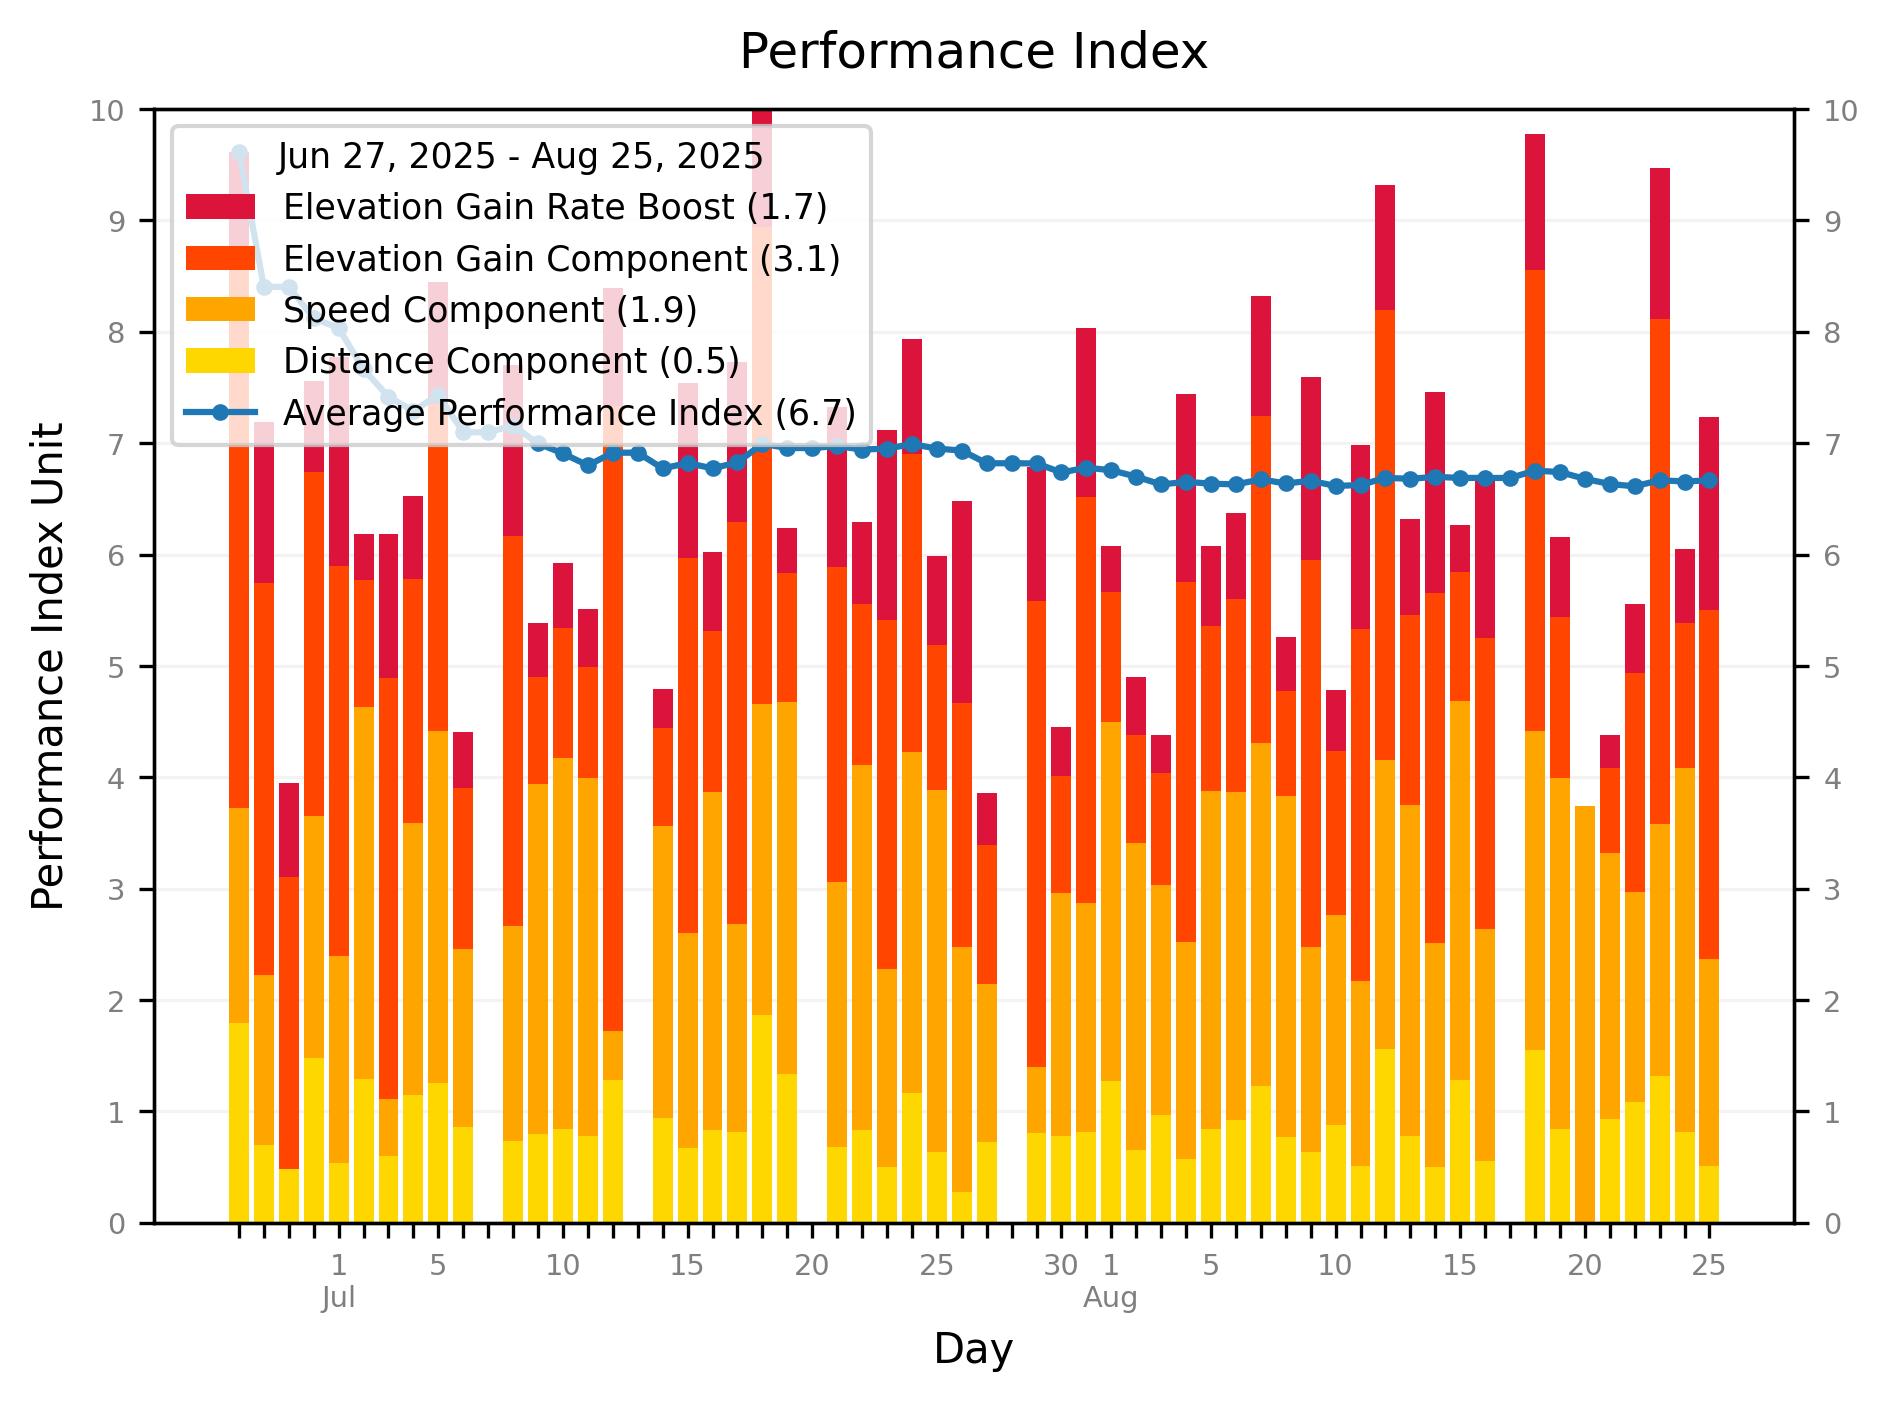 Performance Index
Jun 27, 2025 - Aug 25, 2025
Elevation Gain Rate Boost (1.7)
Elevation Gain Component (3.1)
Speed Component (1.9)
Distance Component (0.5)
Average Performance Index (6.7)
Performance Index Unit
10 10
9 9
8 8
7 7
6 6
5 5
4 4
3 3
2 2
1 1
0 0
1 5 10 15 20 25 30 1 5 10 15 20 25
Jul Aug
Day